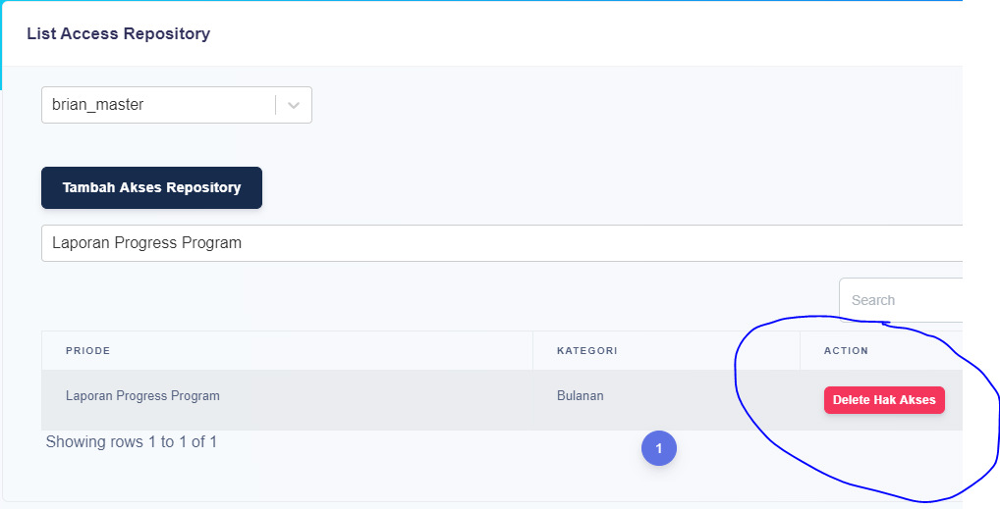 List Access Repository
brian_master
Tambah Akses Repository
Laporan Progress Program
Search
PRIODE KATEGORI ACTION
Laporan Progress Program Bulanan Delete Hak Akses
Showing rows 1 to 1 of 1 1